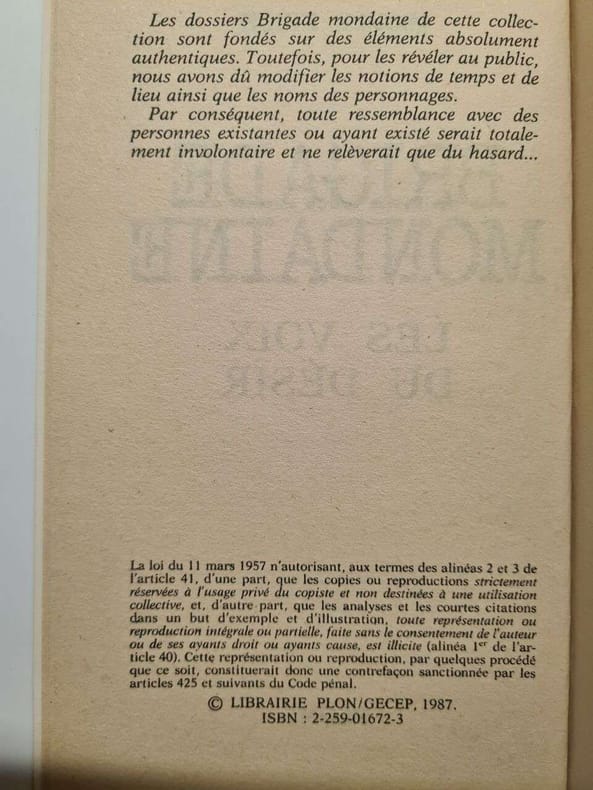 Les dossiers Brigade mondaine de cette collec-
tion sont fondés sur des éléments absolument
authentiques. Toutefois, pour les révéler au public,
nous avons dû modifier les notions de temps et de
lieu ainsi que les noms des personnages.
Par conséquent, toute ressemblance avec des
personnes existantes ou ayant existé serait totale-
ment involontaire et ne relèverait que du hasard...
BRIGADE
MONDAINE
LES
DU DÉSIR
La loi du 11 mars 1957 n'autorisant, aux termes des alinéas 2 et 3 de
l'article 41, d'une part, que les copies ou reproductions strictement
réservées à l'usage privé du copiste et non destinées à une utilisation
collective, et, d'autre part, que les analyses et les courtes citations
dans un but d'exemple et d'illustration, toute représentation ou
reproduction intégrale ou partielle, faite sans le consentement de l'auteur
ou de ses ayants droit ou ayants cause, est illicite (alinéa 1er de l'ar-
ticle 40). Cette représentation ou reproduction, par quelques procédé
que ce soit, constituerait donc une contrefaçon sanctionnée par les
articles 425 et suivants du Code pénal.
© LIBRAIRIE PLON/GECEP, 1987.
ISBN : 2-259-01672-3